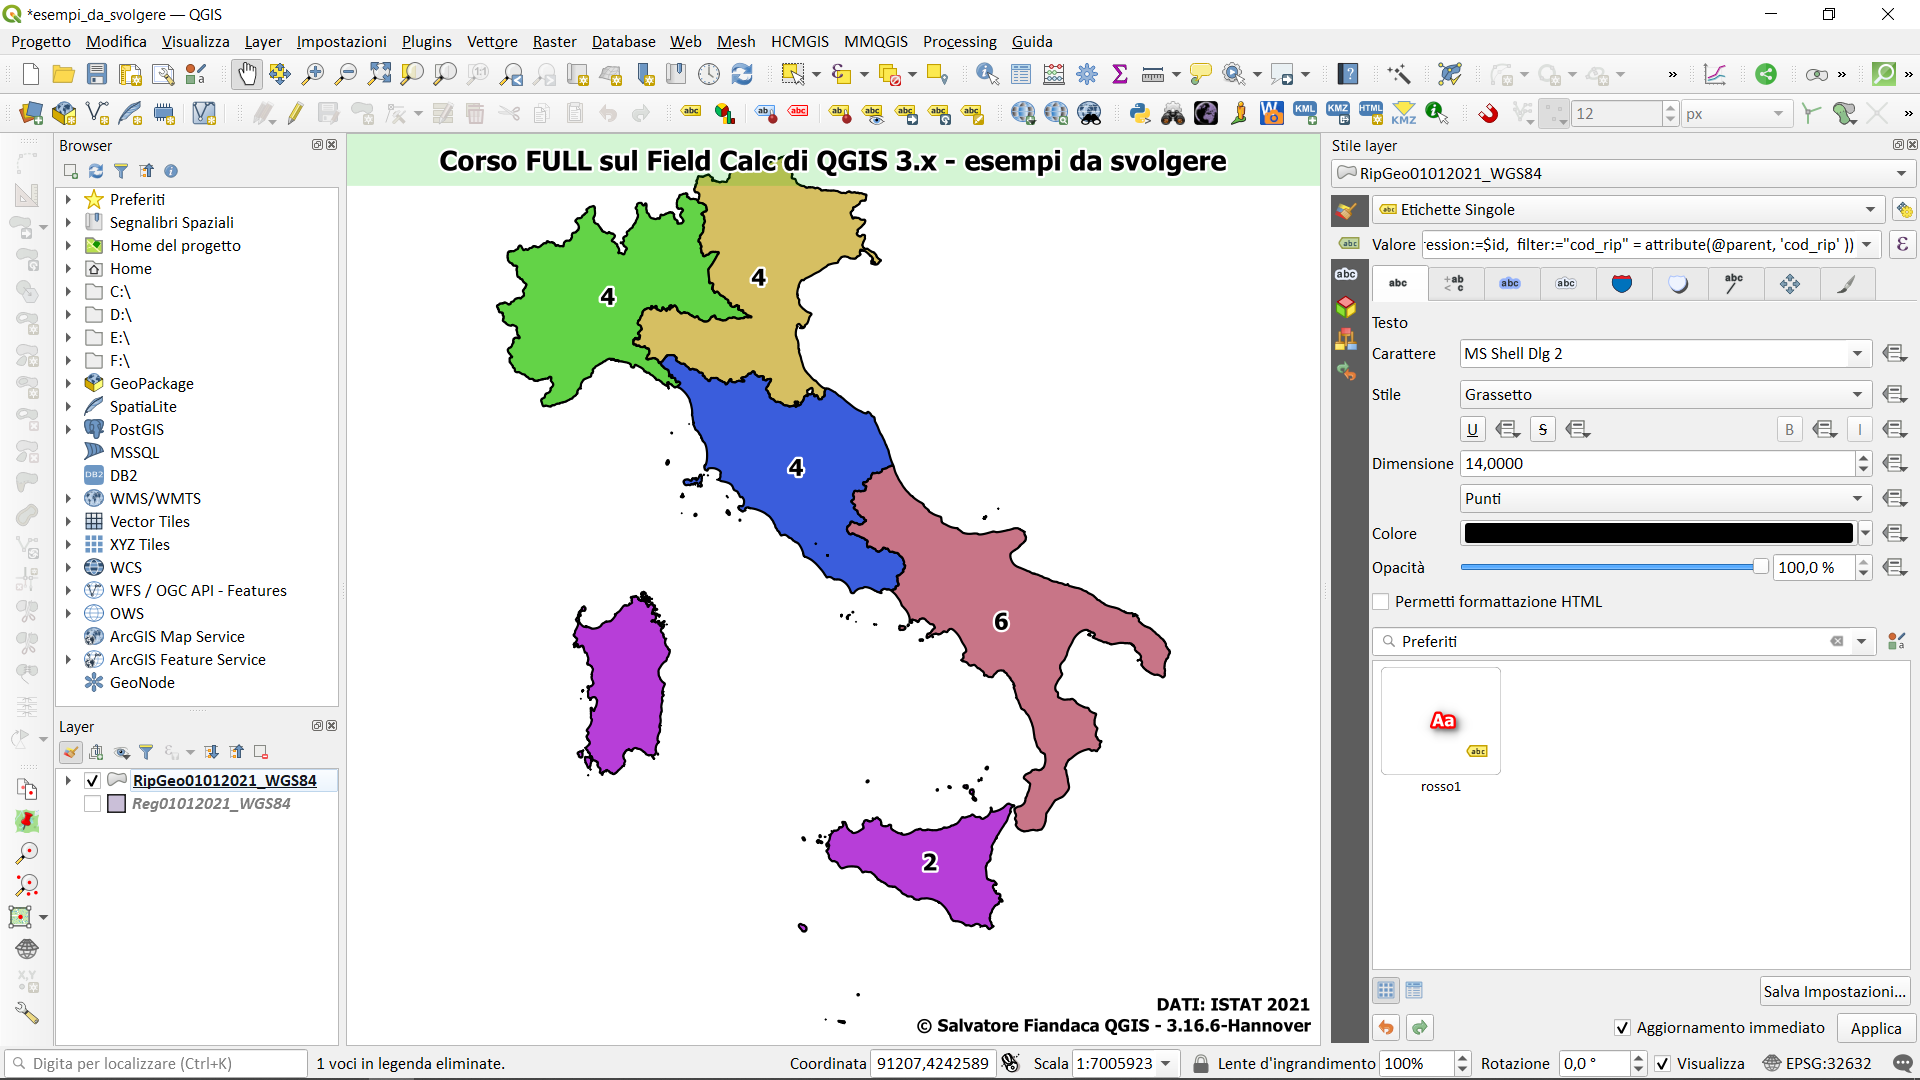 *esempi_da_svolgere — QGIS
Progetto Modifica Visualizza Layer Impostazioni Plugins Vettore Raster Database Web Mesh HCMGIS MMQGIS Processing Guida
12 px
Browser
Preferiti
Segnalibri Spaziali
Home del progetto
Home
C:\
D:\
E:\
F:\
GeoPackage
SpatiaLite
PostGIS
MSSQL
DB2
WMS/WMTS
Vector Tiles
XYZ Tiles
WCS
WFS / OGC API - Features
OWS
ArcGIS Map Service
ArcGIS Feature Service
GeoNode
Layer
RipGeo01012021_WGS84
Reg01012021_WGS84
Corso FULL sul Field Calc di QGIS 3.x - esempi da svolgere
4
4
4
6
2
DATI: ISTAT 2021
© Salvatore Fiandaca QGIS - 3.16.6-Hannover
Stile layer
RipGeo01012021_WGS84
Etichette Singole
Valore ression:=$id, filter:="cod_rip" = attribute(@parent, 'cod_rip' ))
Testo
Carattere MS Shell Dlg 2
Stile Grassetto
U S B I
Dimensione 14,0000
Punti
Colore
Opacità 100,0 %
Permetti formattazione HTML
Preferiti
Aa
abc
rosso1
Salva Impostazioni...
Aggiornamento immediato Applica
Digita per localizzare (Ctrl+K) 1 voci in legenda eliminate. Coordinata 91207,4242589 Scala 1:7005923 Lente d'ingrandimento 100% Rotazione 0,0 ° Visualizza EPSG:32632